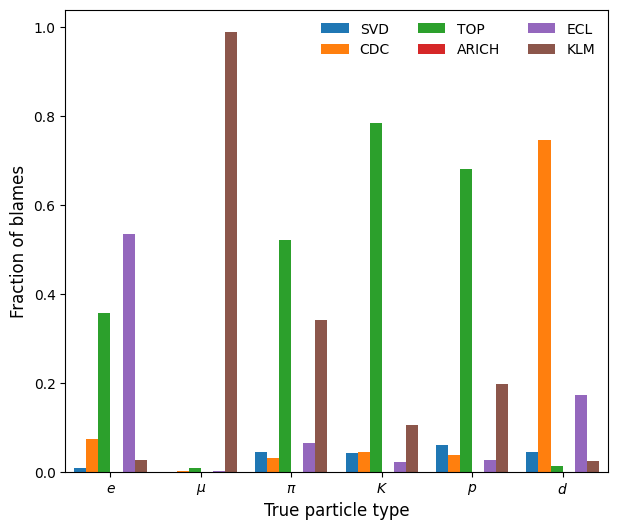 SVD TOP ECL
CDC ARICH KLM
Fraction of blames
1.0
0.8
0.6
0.4
0.2
0.0
e μ π K p d
True particle type